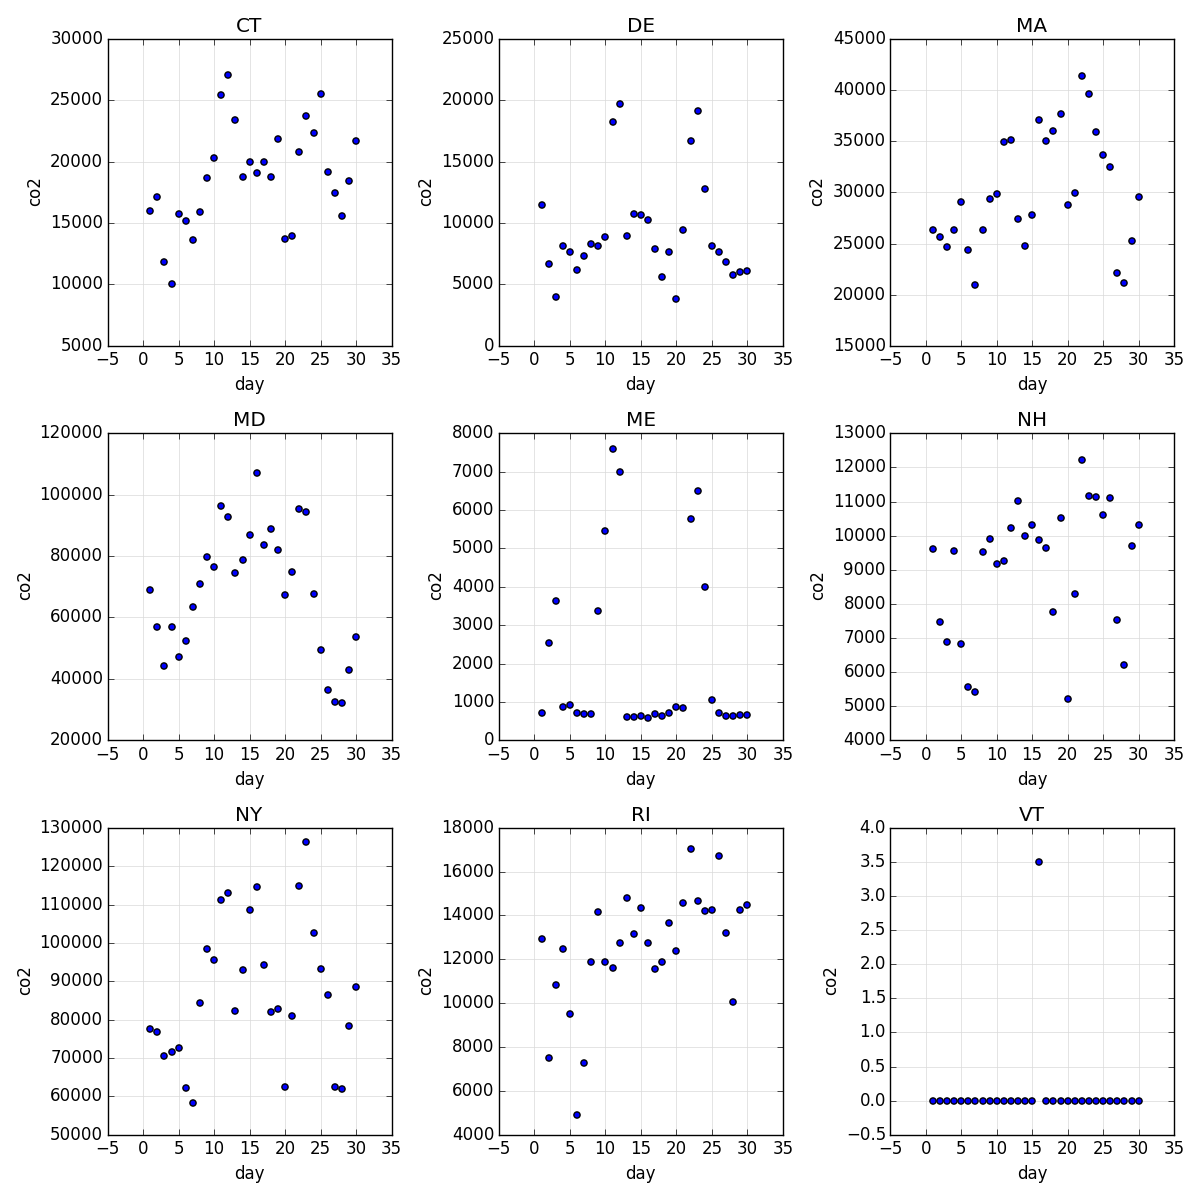 CT
DE
MA
30000
25000
20000
15000
10000
5000
co2
−5 0 5 10 15 20 25 30 35
day
25000
20000
15000
10000
5000
0
co2
−5 0 5 10 15 20 25 30 35
day
45000
40000
35000
30000
25000
20000
15000
co2
−5 0 5 10 15 20 25 30 35
day
MD
ME
NH
120000
100000
80000
60000
40000
20000
co2
−5 0 5 10 15 20 25 30 35
day
8000
7000
6000
5000
4000
3000
2000
1000
0
co2
−5 0 5 10 15 20 25 30 35
day
13000
12000
11000
10000
9000
8000
7000
6000
5000
4000
co2
−5 0 5 10 15 20 25 30 35
day
NY
RI
VT
130000
120000
110000
100000
90000
80000
70000
60000
50000
co2
−5 0 5 10 15 20 25 30 35
day
18000
16000
14000
12000
10000
8000
6000
4000
co2
−5 0 5 10 15 20 25 30 35
day
4.0
3.5
3.0
2.5
2.0
1.5
1.0
0.5
0.0
−0.5
co2
−5 0 5 10 15 20 25 30 35
day